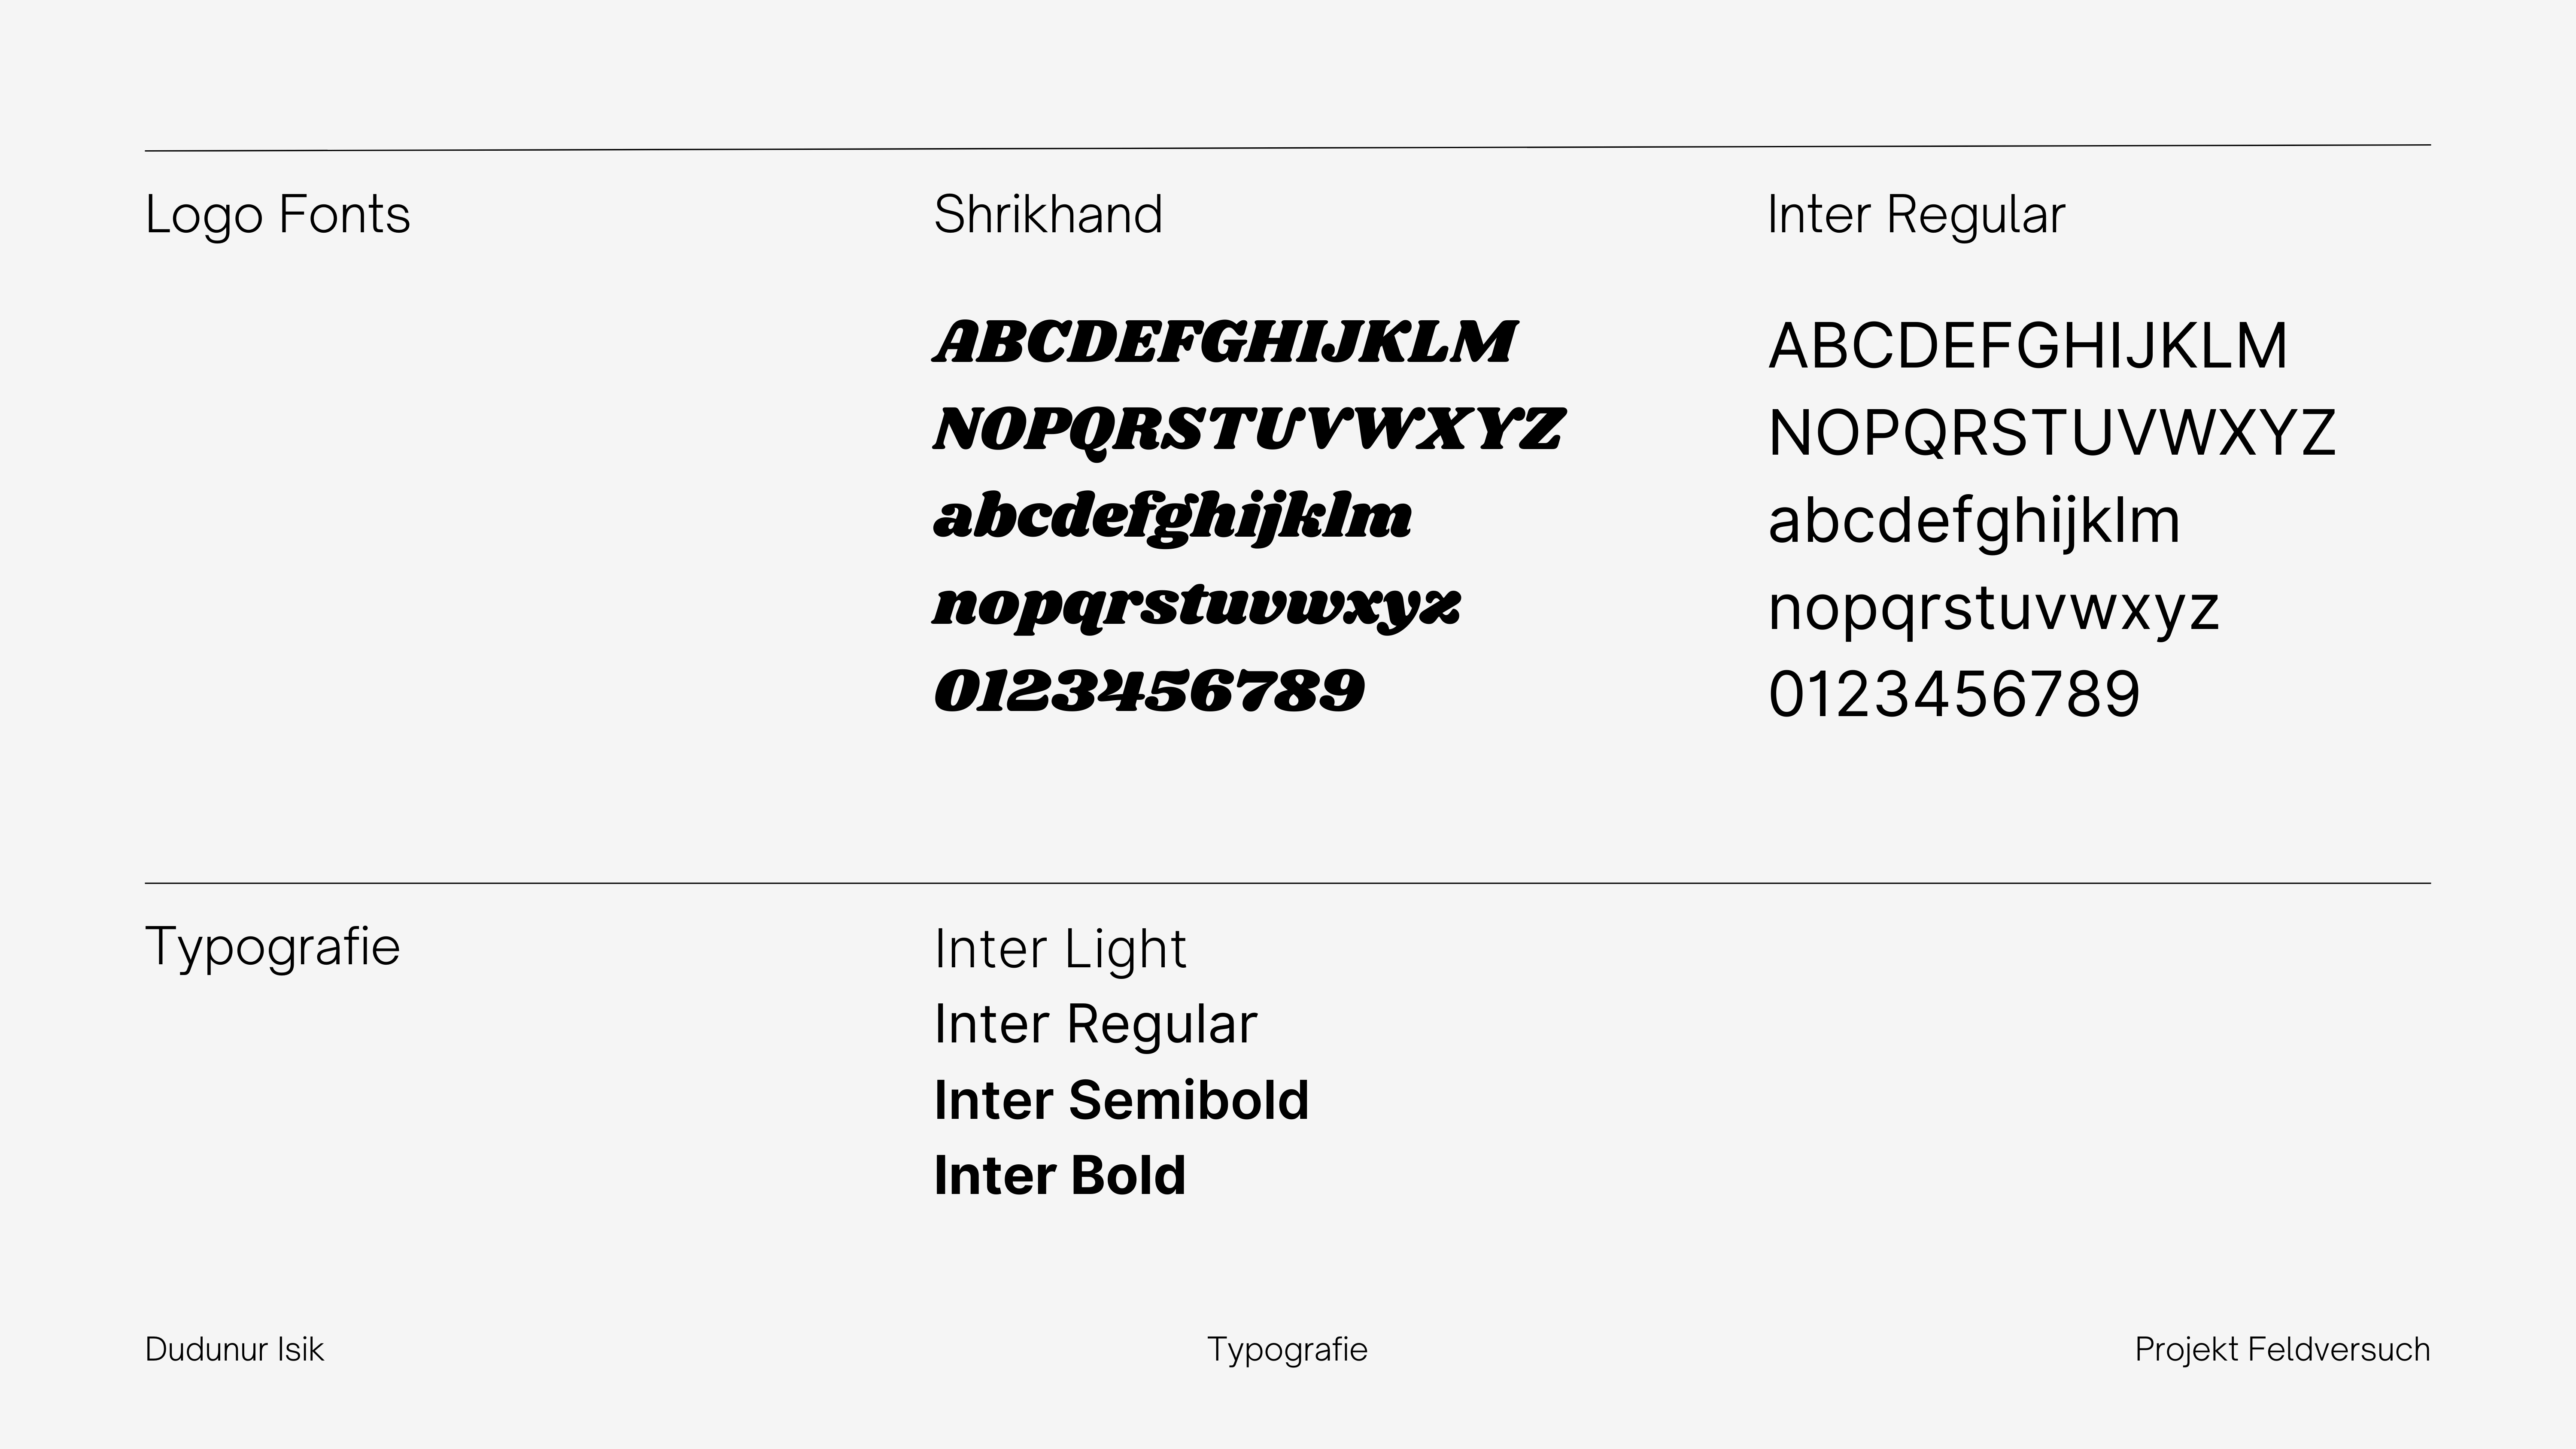 Logo Fonts
Shrikhand
ABCDEFGHIJKLM
NOPQRSTUVWXYZ
abcdefghijklm
nopqrstuvwxyz
0123456789
Inter Regular
ABCDEFGHIJKLM
NOPQRSTUVWXYZ
abcdefghijklm
nopqrstuvwxyz
0123456789
Typografie
Inter Light
Inter Regular
Inter Semibold
Inter Bold
Dudunur Isik
Typografie
Projekt Feldversuch